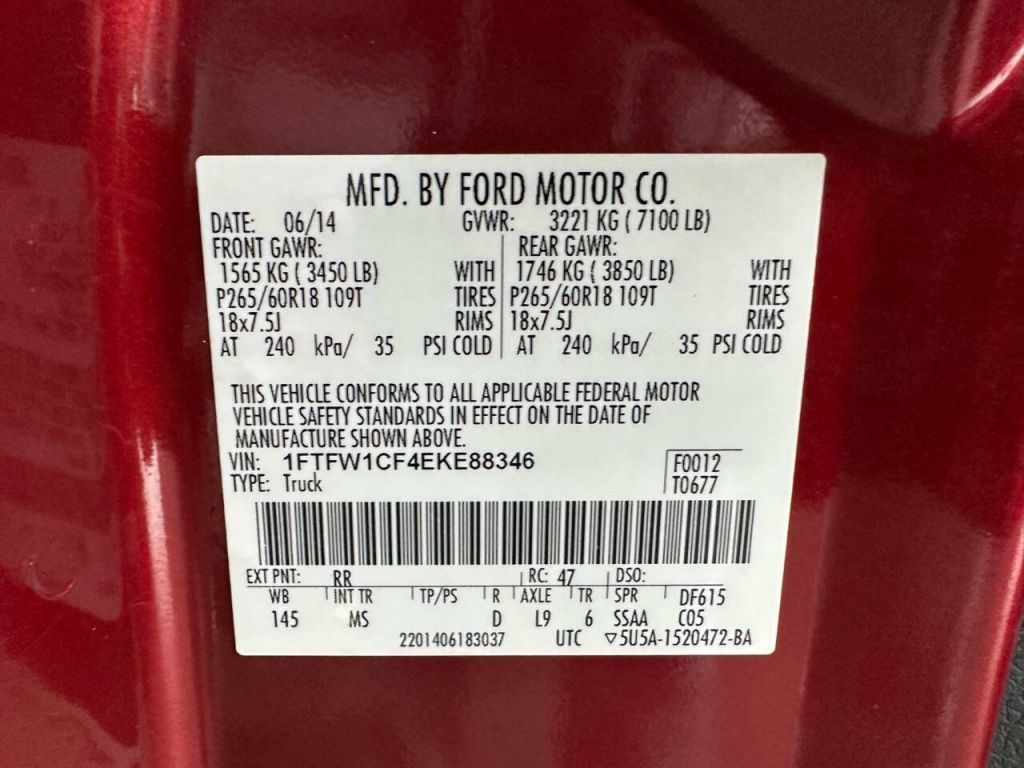 MFD. BY FORD MOTOR CO.
DATE: 06/14 GVWR: 3221 KG ( 7100 LB)
FRONT GAWR: REAR GAWR:
1565 KG ( 3450 LB) WITH 1746 KG ( 3850 LB) WITH
P265/60R18 109T TIRES P265/60R18 109T TIRES
18x7.5J RIMS 18x7.5J RIMS
AT 240 kPa/ 35 PSI COLD AT 240 kPa/ 35 PSI COLD
THIS VEHICLE CONFORMS TO ALL APPLICABLE FEDERAL MOTOR
VEHICLE SAFETY STANDARDS IN EFFECT ON THE DATE OF
MANUFACTURE SHOWN ABOVE.
VIN: 1FTFW1CF4EKE88346 F0012
TYPE: Truck T0677
EXT PNT: RR RC: 47 DSO:
WB INT TR TP/PS R AXLE TR SPR DF615
145 MS D L9 6 SSAA C05
2201406183037 UTC ▽5U5A-1520472-BA